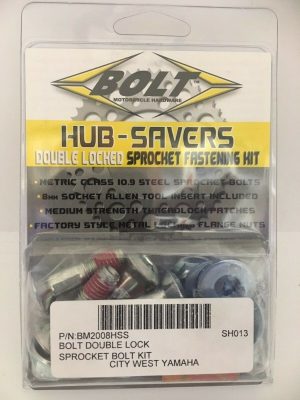 BOLT
MOTORCYCLE HARDWARE
HUB-SAVERS
DOUBLE LOCKED SPROCKET FASTENING KIT
• METRIC CLASS 10.9 STEEL SPROCKET BOLTS
• 8mm SOCKET ALLEN TOOL INSERT INCLUDED
• MEDIUM STRENGTH THREADLOCK PATCHES
• FACTORY STYLE METAL FLANGE NUTS
P/N:BM2008HSS SH013
BOLT DOUBLE LOCK
SPROCKET BOLT KIT
CITY WEST YAMAHA